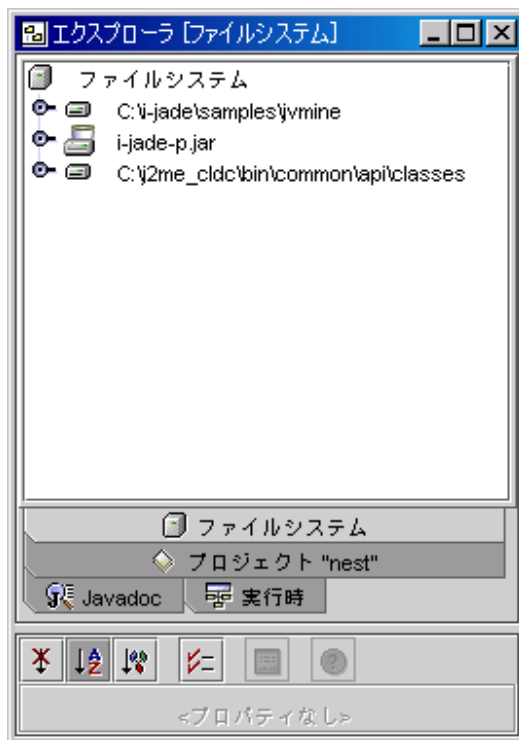 エクスプローラ [ファイルシステム]
ファイルシステム
C:\i-jade\samples\jvmine
i-jade-p.jar
C:\j2me_cldc\bin\common\api\classes
ファイルシステム
プロジェクト "nest"
Javadoc 実行時
<プロパティなし>